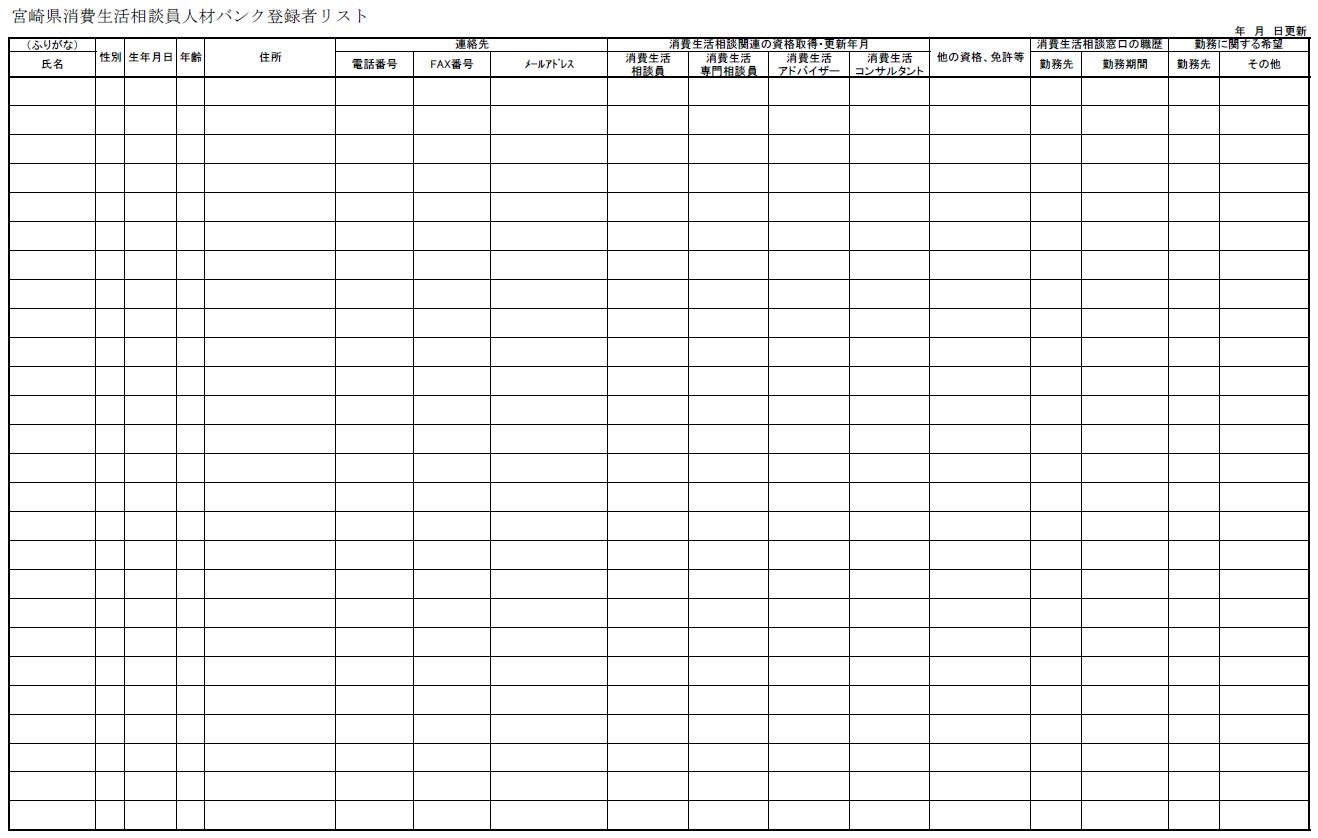 宮崎県消費生活相談員人材バンク登録者リスト
年 月 日更新
（ふりがな）
氏名
性別
生年月日
年齢
住所
連絡先
電話番号
FAX番号
ﾒｰﾙｱﾄﾞﾚｽ
消費生活相談関連の資格取得・更新年月
消費生活
相談員
消費生活
専門相談員
消費生活
アドバイザー
消費生活
コンサルタント
他の資格、免許等
消費生活相談窓口の職歴
勤務先
勤務期間
勤務に関する希望
勤務先
その他